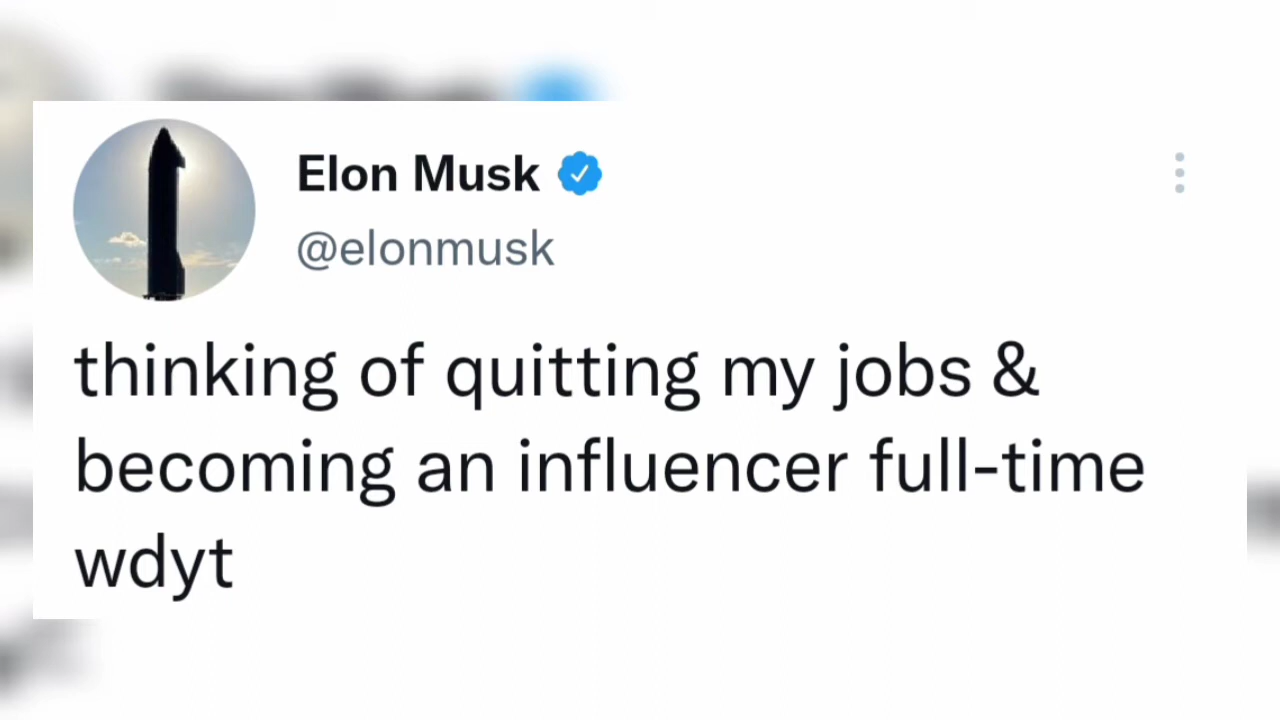 Elon Musk
@elonmusk
thinking of quitting my jobs &
becoming an influencer full-time
wdyt